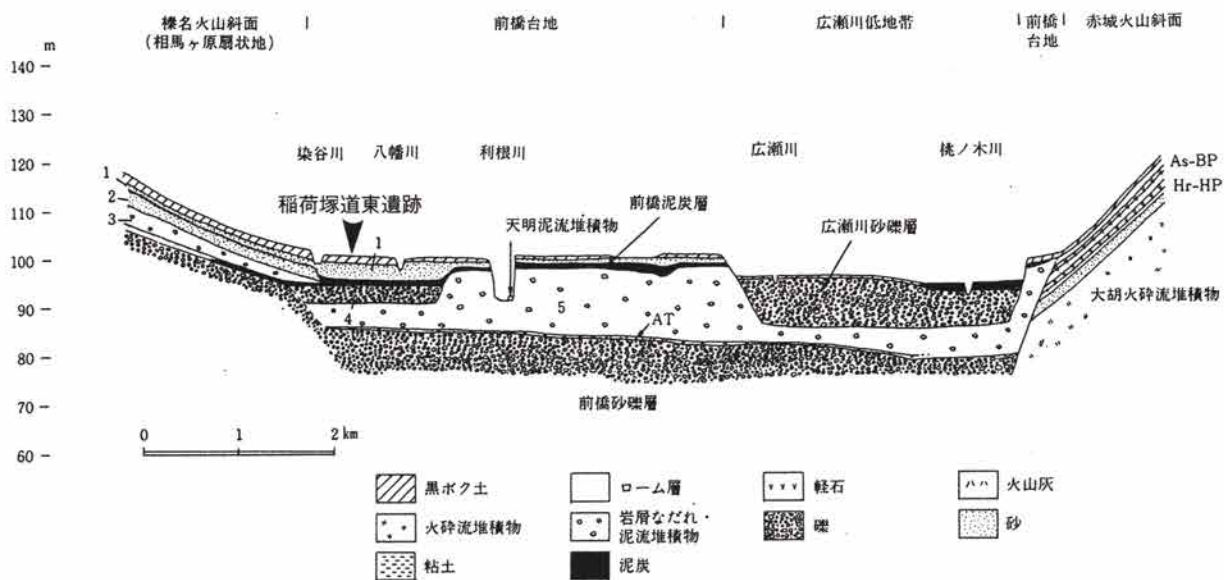 榛名火山斜面
(相馬ヶ原扇状地)
前橋台地
広瀬川低地帯
前橋
台地
赤城火山斜面
m
140
130
120
110
100
90
80
70
60
染谷川
八幡川
利根川
広瀬川
桃ノ木川
As-BP
Hr-HP
1
2
3
稲荷塚道東遺跡
1
天明泥流堆積物
前橋泥炭層
広瀬川砂礫層
大胡火砕流堆積物
4
5
AT
前橋砂礫層
0 1 2 km
黒ボク土
ローム層
軽石
火山灰
火砕流堆積物
岩屑なだれ・
泥流堆積物
礫
砂
粘土
泥炭